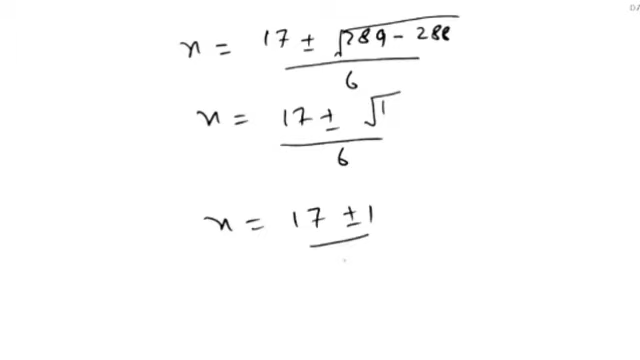 x = 17 ± √289 - 288
6
x = 17 ± √1
6
x = 17 ± 1